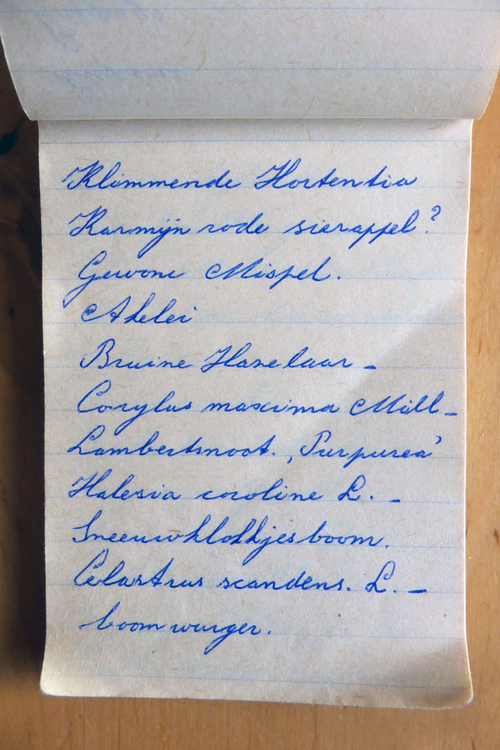 Klimmende Hortentia
Karmijn rode sierappel?
Gewone Mispel.
Akelei
Bruine Hazelaar -
Corylus maxima Mill -
Lambertsnoot. , Purpurea'
Halesia caroline L. -
Sneeuwklokkjesboom.
Celastrus scandens. L. -
boomwurger.